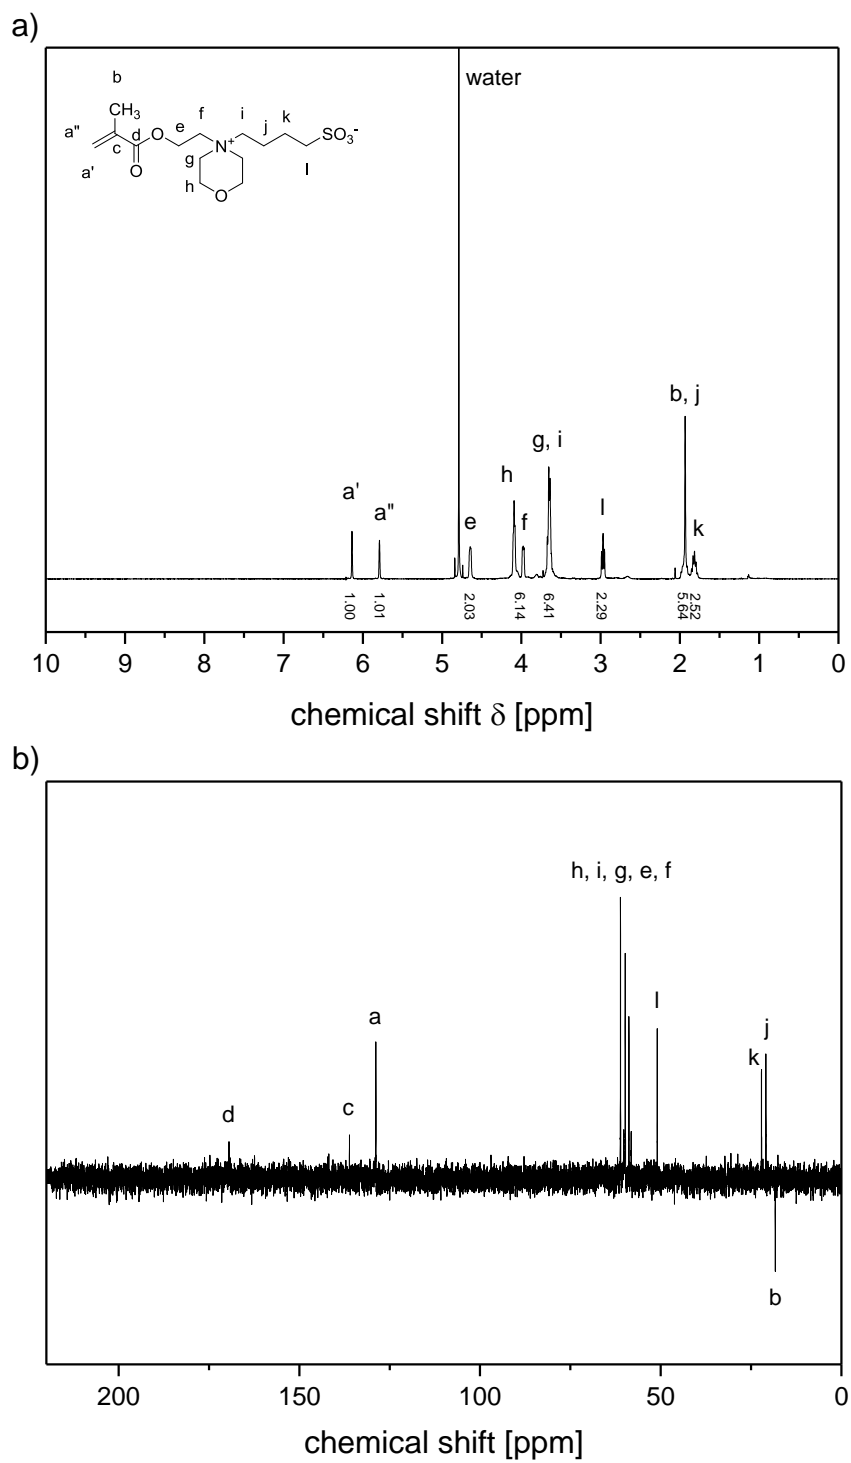 a)
water
b
CH3
a" c d O e f N+ i j k SO3-
a' O g l
h O
b, j
g, i
h
a' a" e f l k
1.00 1.01 2.03 6.14 6.41 2.29 5.64 2.52
10 9 8 7 6 5 4 3 2 1 0
chemical shift δ [ppm]
b)
h, i, g, e, f
a l j
k
d c
b
200 150 100 50 0
chemical shift [ppm]